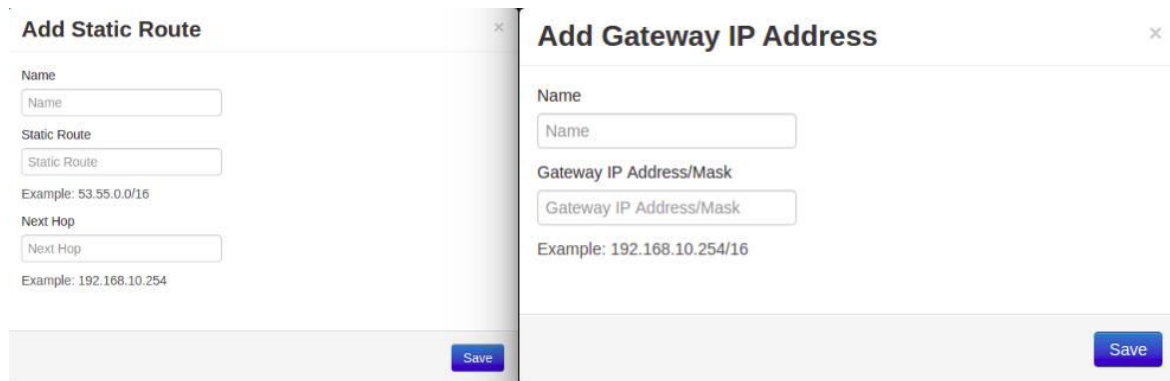 Add Static Route
×
Name
Name
Static Route
Static Route
Example: 53.55.0.0/16
Next Hop
Next Hop
Example: 192.168.10.254
Save
Add Gateway IP Address
×
Name
Name
Gateway IP Address/Mask
Gateway IP Address/Mask
Example: 192.168.10.254/16
Save